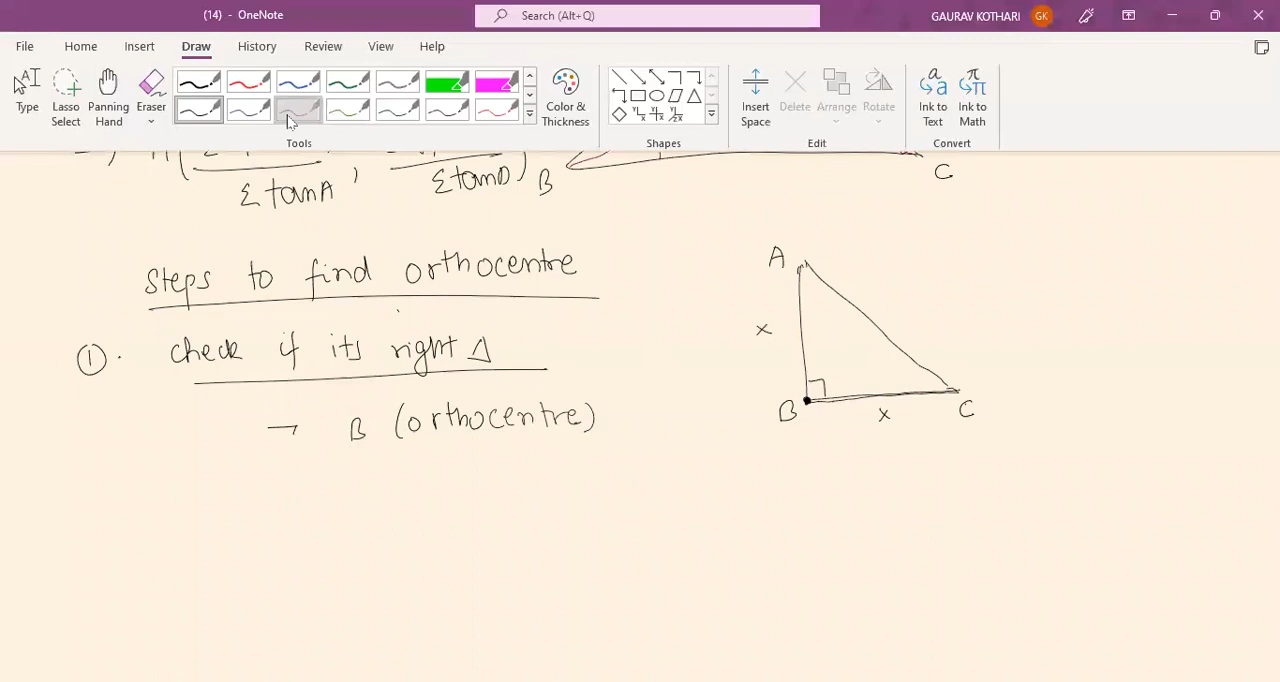 (14) - OneNote
Search (Alt+Q)
GAURAV KOTHARI GK
File Home Insert Draw History Review View Help
Type
Lasso Select
Panning Hand
Eraser
Color & Thickness
Insert Space
Delete
Arrange
Rotate
Ink to Text
Ink to Math
Tools
Shapes
Edit
Convert
Σ tanA , B C
Steps to find orthocentre
①. check if its right Δ
→ B (orthocentre)
A
x
B x C